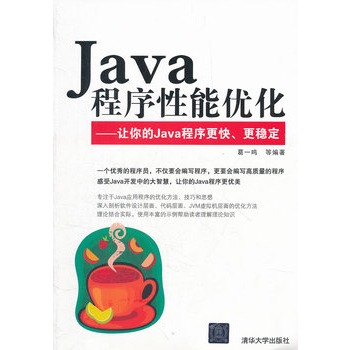 Java
程序性能优化
——让你的Java程序更快、更稳定
葛一鸣 等编著
一个优秀的程序员，不仅要会编写程序，更要会编写高质量的程序
感受Java开发中的大智慧，让你的Java程序更优美
专注于Java应用程序的优化方法、技巧和思想
深入剖析软件设计层面、代码层面、JVM虚拟机层面的优化方法
理论结合实际，使用丰富的示例帮助读者理解理论知识
清华大学出版社